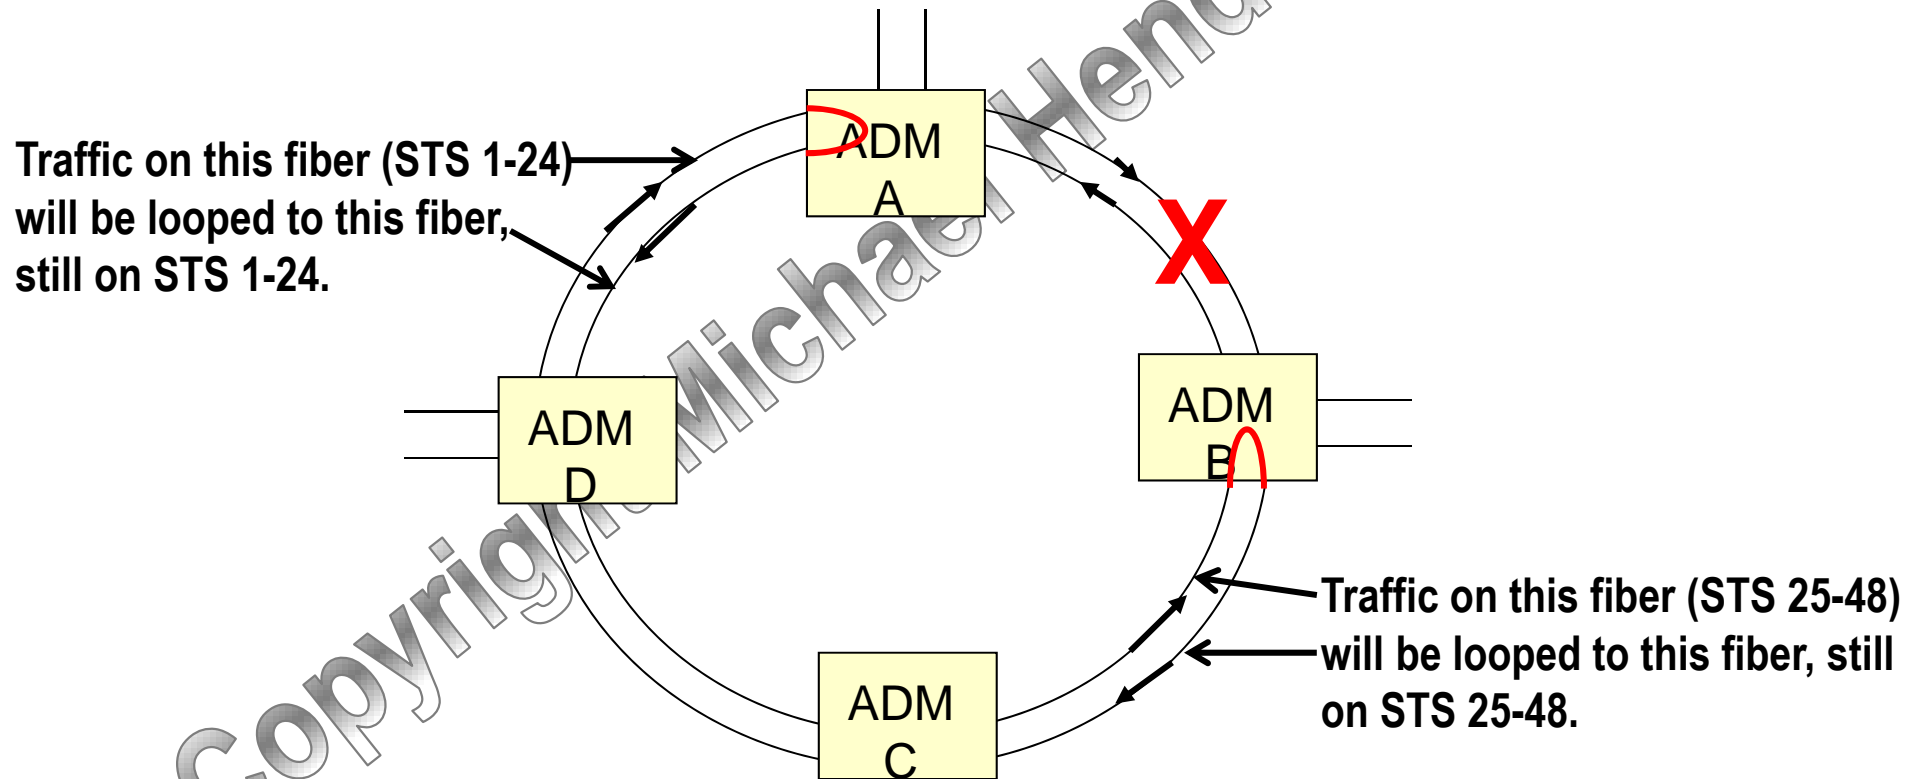 ADM
A
Traffic on this fiber (STS 1-24)
will be looped to this fiber,
still on STS 1-24.
X
ADM
B
ADM
D
Traffic on this fiber (STS 25-48)
will be looped to this fiber, still
on STS 25-48.
ADM
C
Copyright Michael Hend